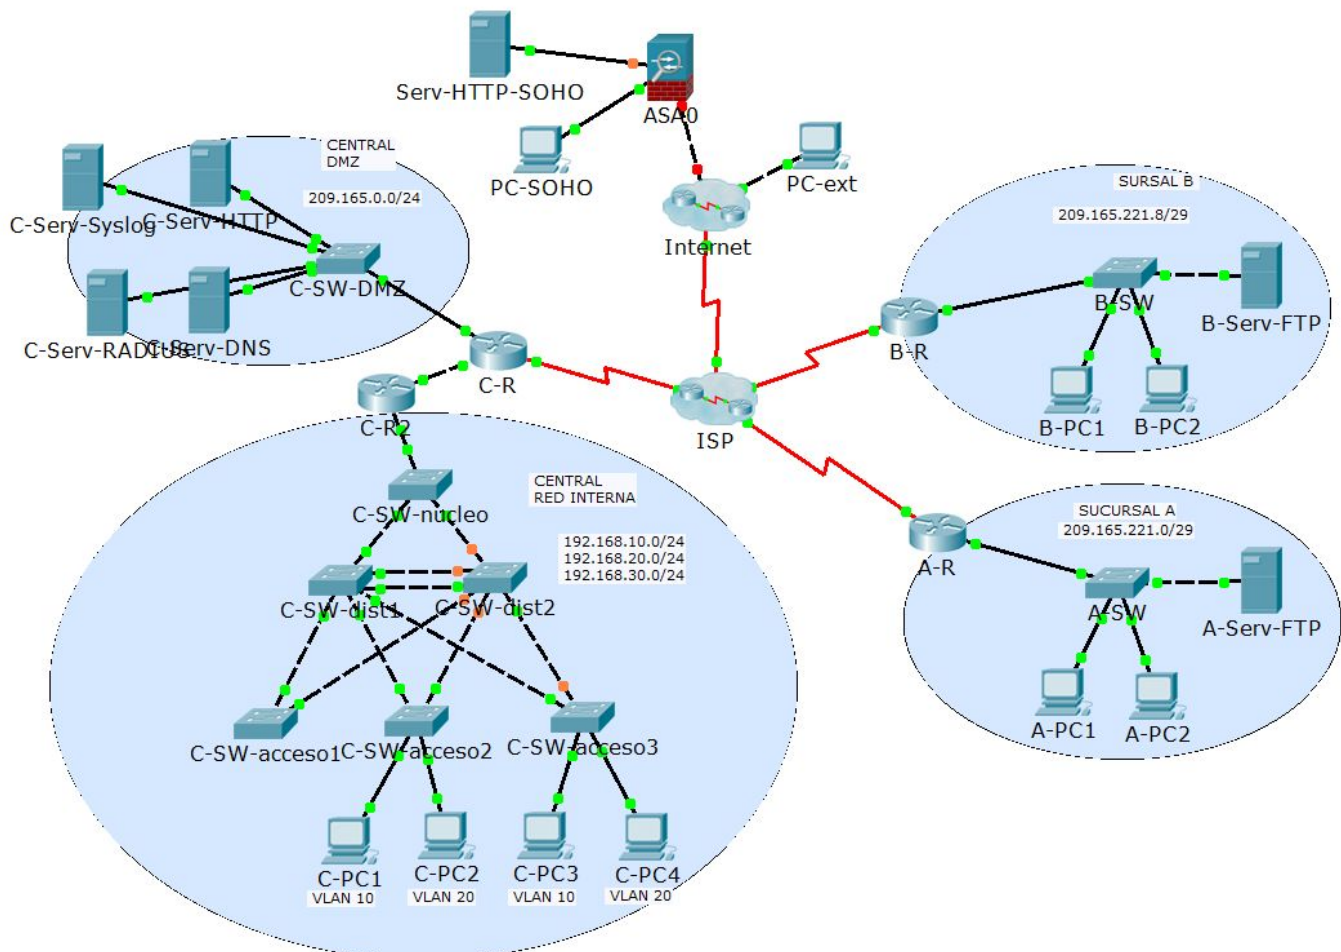 Serv-HTTP-SOHO
ASA0
PC-SOHO
PC-ext
Internet
CENTRAL
DMZ
209.165.0.0/24
C-Serv-Syslog
C-Serv-HTTP
C-SW-DMZ
C-Serv-RADIUS
C-Serv-DNS
C-R
C-R2
ISP
SURSAL B
209.165.221.8/29
B-SW
B-R
B-Serv-FTP
B-PC1
B-PC2
CENTRAL
RED INTERNA
192.168.10.0/24
192.168.20.0/24
192.168.30.0/24
C-SW-núcleo
C-SW-dist1
C-SW-dist2
C-SW-acceso1
C-SW-acceso2
C-SW-acceso3
C-PC1
VLAN 10
C-PC2
VLAN 20
C-PC3
VLAN 10
C-PC4
VLAN 20
SUCURSAL A
209.165.221.0/29
A-R
A-SW
A-Serv-FTP
A-PC1
A-PC2